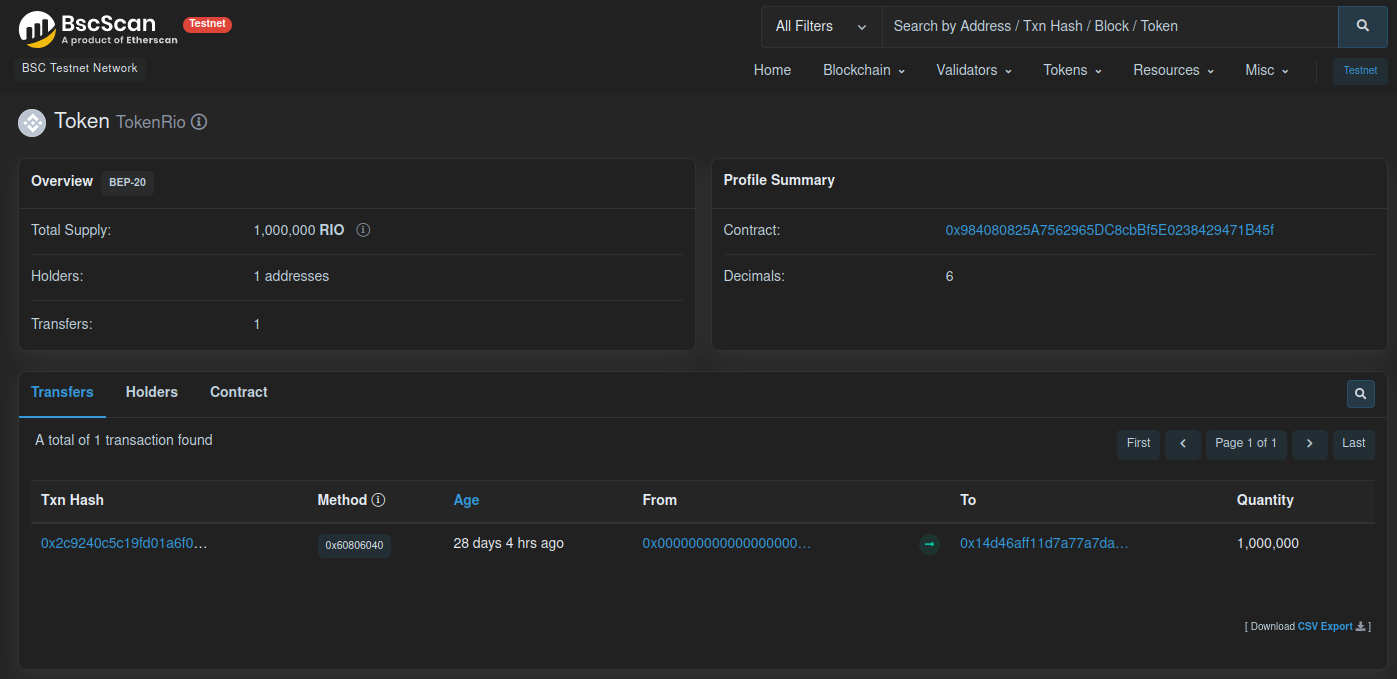 BscScan Testnet
A product of Etherscan
BSC Testnet Network
All Filters Search by Address / Txn Hash / Block / Token
Home Blockchain Validators Tokens Resources Misc Testnet
Token TokenRio
Overview BEP-20
Total Supply: 1,000,000 RIO
Holders: 1 addresses
Transfers: 1
Profile Summary
Contract: 0x984080825A7562965DC8cbBf5E0238429471B45f
Decimals: 6
Transfers Holders Contract
A total of 1 transaction found
First Page 1 of 1 Last
Txn Hash Method Age From To Quantity
0x2c9240c5c19fd01a6f0... 0x60806040 28 days 4 hrs ago 0x000000000000000000... 0x14d46aff11d7a77a7da... 1,000,000
[ Download CSV Export ]